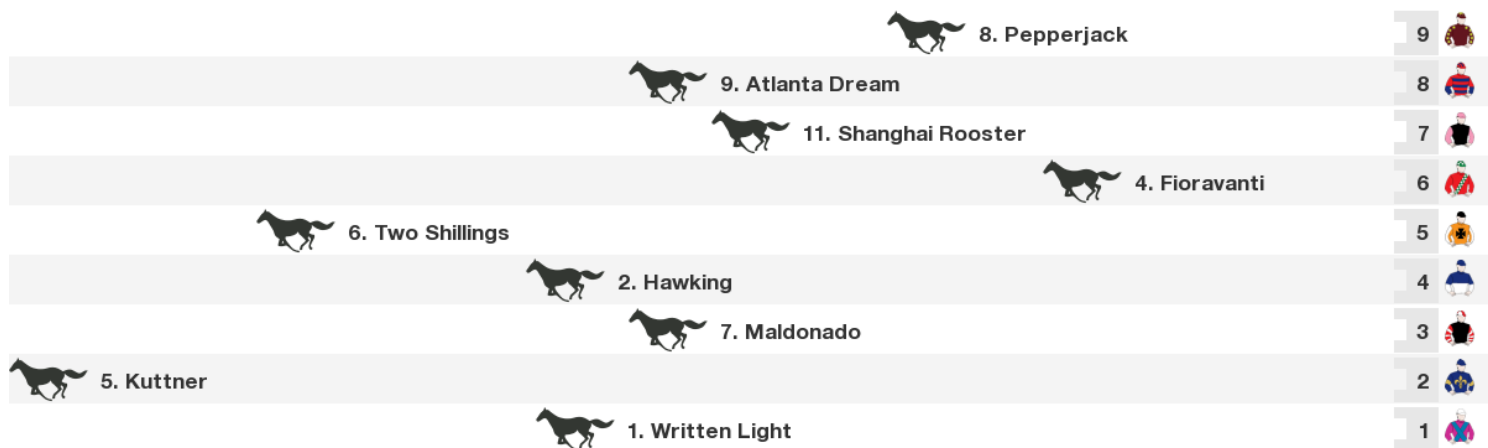 8. Pepperjack 9
9. Atlanta Dream 8
11. Shanghai Rooster 7
4. Fioravanti 6
6. Two Shillings 5
2. Hawking 4
7. Maldonado 3
5. Kuttner 2
1. Written Light 1